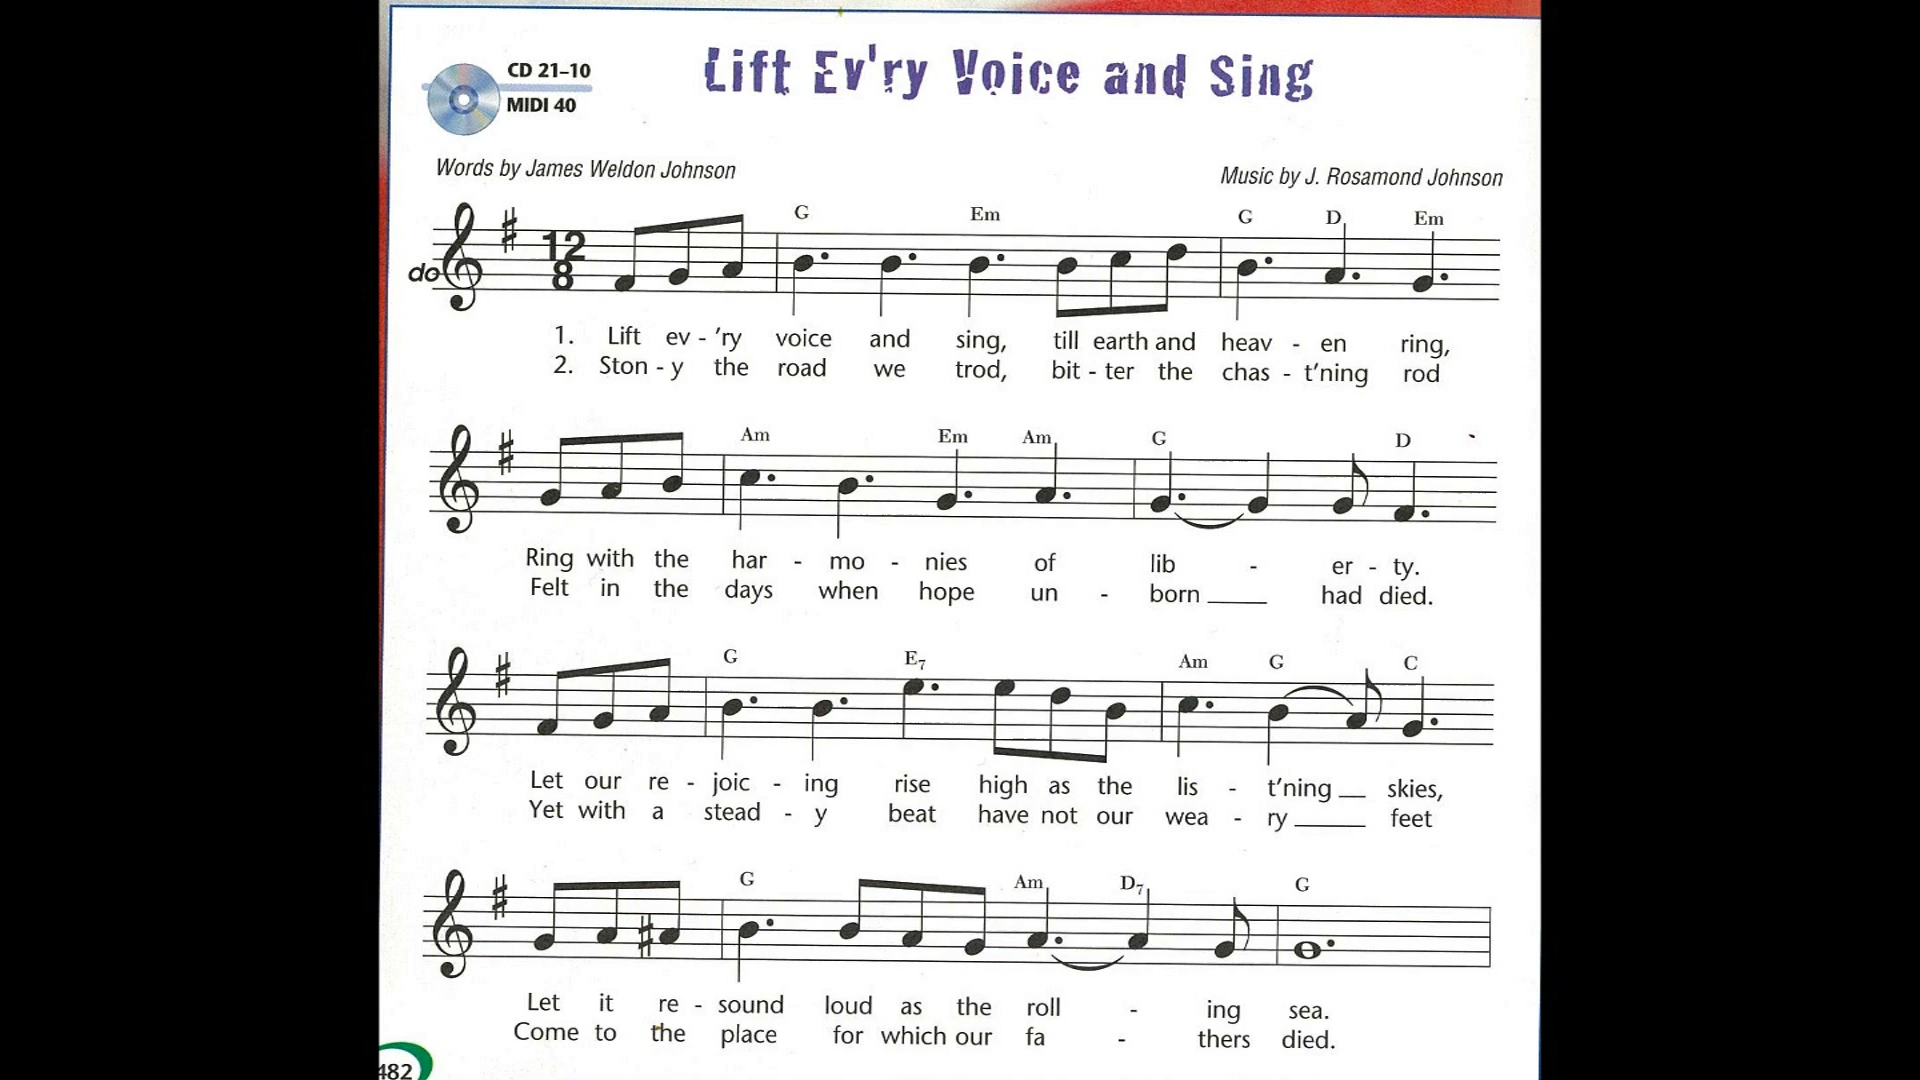 Lift Ev'ry Voice and Sing
CD 21–10
MIDI 40
Words by James Weldon Johnson
Music by J. Rosamond Johnson
G Em G D Em
do
12
8
1. Lift ev - 'ry voice and sing, till earth and heav - en ring,
2. Ston - y the road we trod, bit - ter the chas - t'ning rod
Am Em Am G D
Ring with the har - mo - nies of lib - er - ty.
Felt in the days when hope un - born ____ had died.
G E7 Am G C
Let our re - joic - ing rise high as the lis - t'ning __ skies,
Yet with a stead - y beat have not our wea - ry _____ feet
G Am D7 G
Let it re - sound loud as the roll - ing sea.
Come to the place for which our fa - thers died.
482